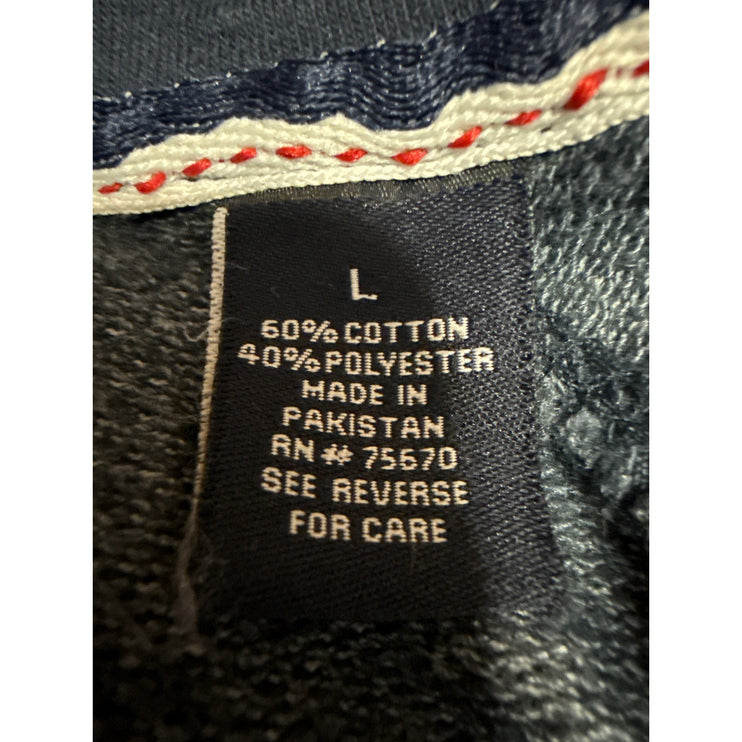 L
60% COTTON
40% POLYESTER
MADE IN
PAKISTAN
RN # 75670
SEE REVERSE
FOR CARE